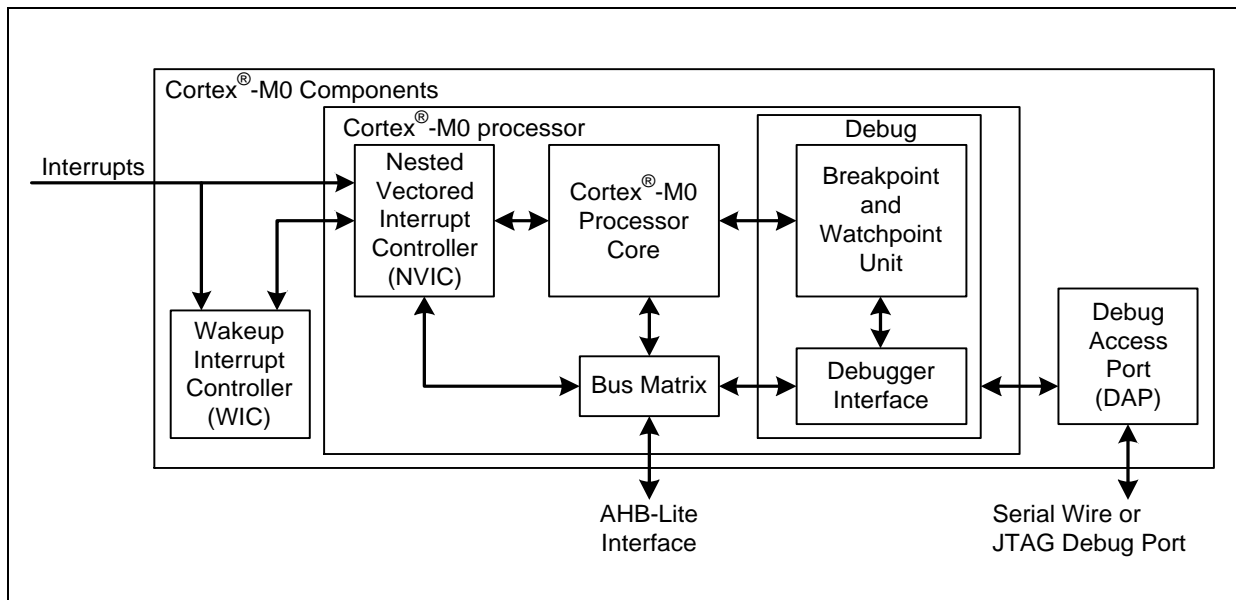 Cortex®-M0 Components
Cortex®-M0 processor
Debug
Interrupts
Nested
Vectored
Interrupt
Controller
(NVIC)
Cortex®-M0
Processor
Core
Breakpoint
and
Watchpoint
Unit
Wakeup
Interrupt
Controller
(WIC)
Bus Matrix
Debugger
Interface
Debug
Access
Port
(DAP)
AHB-Lite
Interface
Serial Wire or
JTAG Debug Port